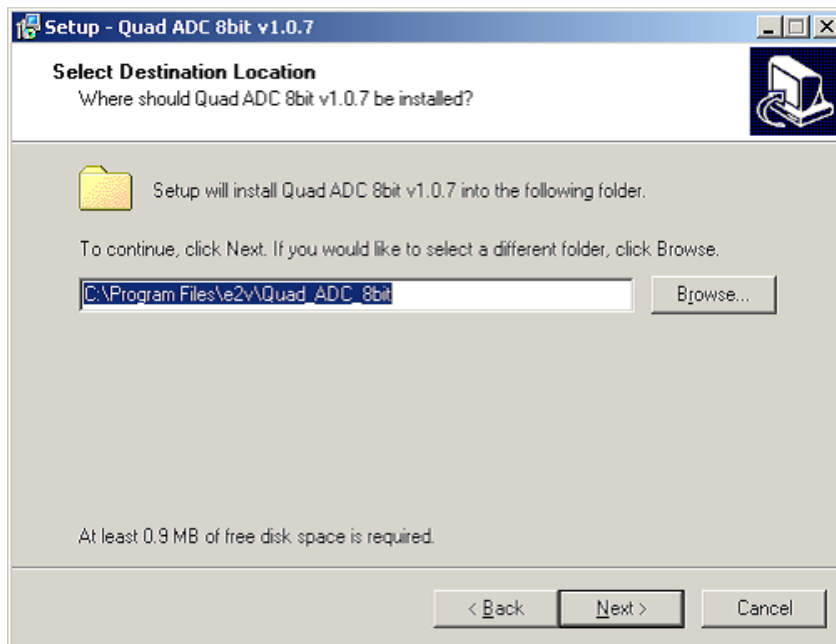 Setup - Quad ADC 8bit v1.0.7
Select Destination Location
Where should Quad ADC 8bit v1.0.7 be installed?
Setup will install Quad ADC 8bit v1.0.7 into the following folder.
To continue, click Next. If you would like to select a different folder, click Browse.
C:\Program Files\e2v\Quad_ADC_8bit
Browse...
At least 0.9 MB of free disk space is required.
< Back
Next >
Cancel